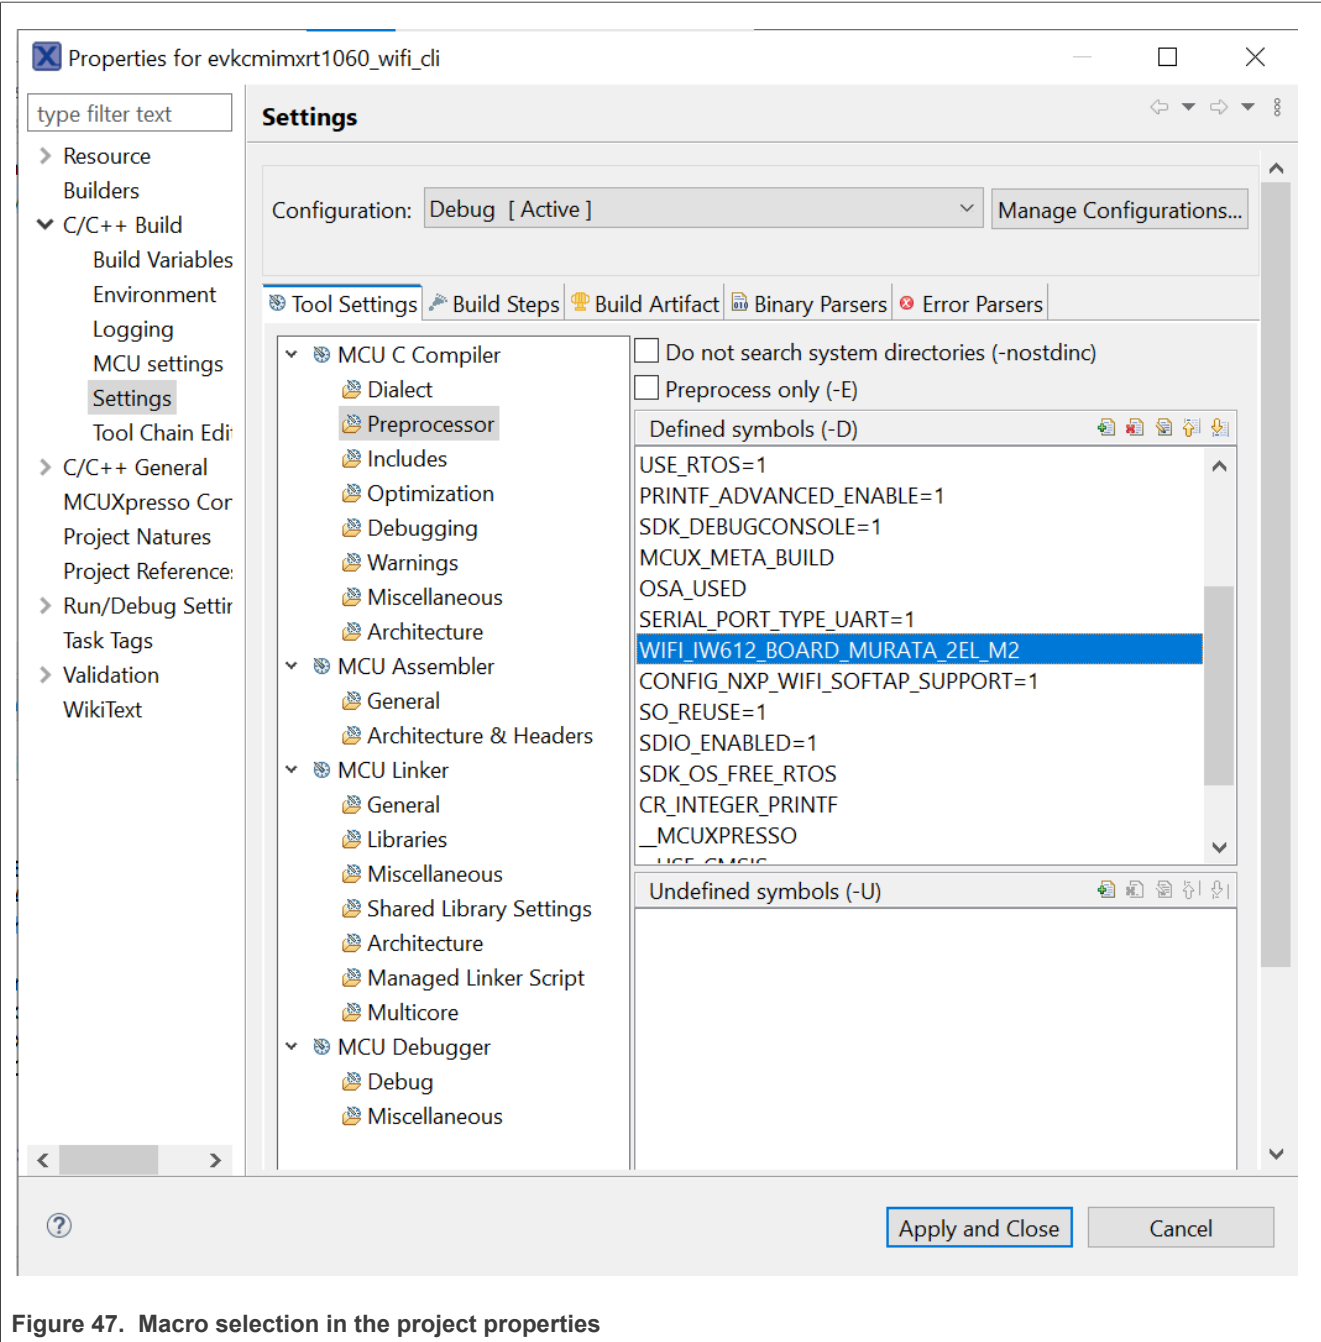 Properties for evkcmimxrt1060_wifi_cli
type filter text
Resource
Builders
C/C++ Build
Build Variables
Environment
Logging
MCU settings
Settings
Tool Chain Edi
C/C++ General
MCUXpresso Cor
Project Natures
Project Reference
Run/Debug Settir
Task Tags
Validation
WikiText
Settings
Configuration: Debug [ Active ] Manage Configurations...
Tool Settings Build Steps Build Artifact Binary Parsers Error Parsers
MCU C Compiler
Dialect
Preprocessor
Includes
Optimization
Debugging
Warnings
Miscellaneous
Architecture
MCU Assembler
General
Architecture & Headers
MCU Linker
General
Libraries
Miscellaneous
Shared Library Settings
Architecture
Managed Linker Script
Multicore
MCU Debugger
Debug
Miscellaneous
Do not search system directories (-nostdinc)
Preprocess only (-E)
Defined symbols (-D)
USE_RTOS=1
PRINTF_ADVANCED_ENABLE=1
SDK_DEBUGCONSOLE=1
MCUX_META_BUILD
OSA_USED
SERIAL_PORT_TYPE_UART=1
WIFI_IW612_BOARD_MURATA_2EL_M2
CONFIG_NXP_WIFI_SOFTAP_SUPPORT=1
SO_REUSE=1
SDIO_ENABLED=1
SDK_OS_FREE_RTOS
CR_INTEGER_PRINTF
__MCUXPRESSO
Undefined symbols (-U)
Apply and Close Cancel
Figure 47. Macro selection in the project properties